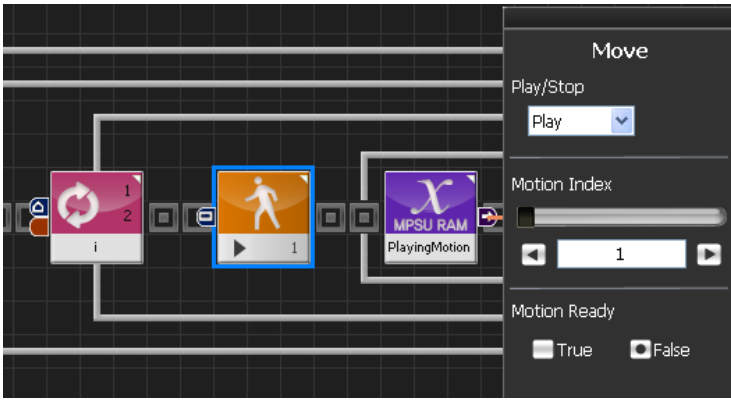 Move
Play/Stop
Play
Motion Index
1
Motion Ready
True
False
1
2
i
1
X
MPSU RAM
PlayingMotion